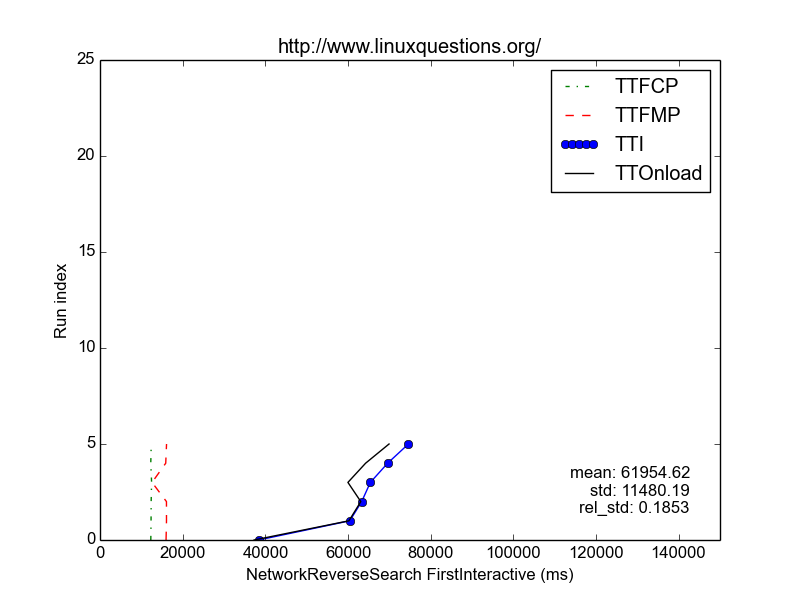 http://www.linuxquestions.org/
25
20
15
10
5
0
Run index
TTFCP
TTFMP
TTI
TTOnload
mean: 61954.62
std: 11480.19
rel_std: 0.1853
0 20000 40000 60000 80000 100000 120000 140000
NetworkReverseSearch FirstInteractive (ms)